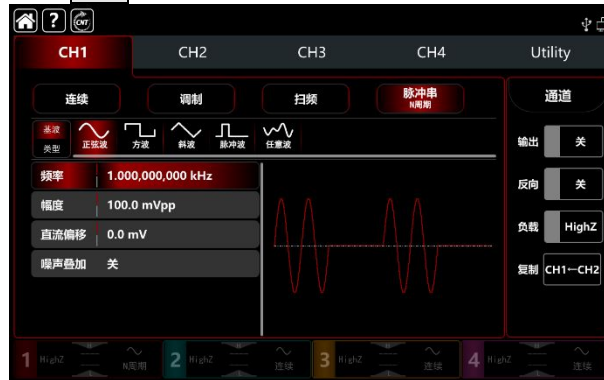 ? CNT
CH1 CH2 CH3 CH4 Utility
连续 调制 扫频 脉冲串 通道
N周期
基波
类型 正弦波 方波 斜波 脉冲波 任意波
输出 关
频率 1.000,000,000 kHz
反向 关
幅度 100.0 mVpp
直流偏移 0.0 mV
负载 HighZ
噪声叠加 关
复制 CH1←CH2
1 HighZ N周期 2 HighZ 连续 3 HighZ 连续 4 HighZ 连续